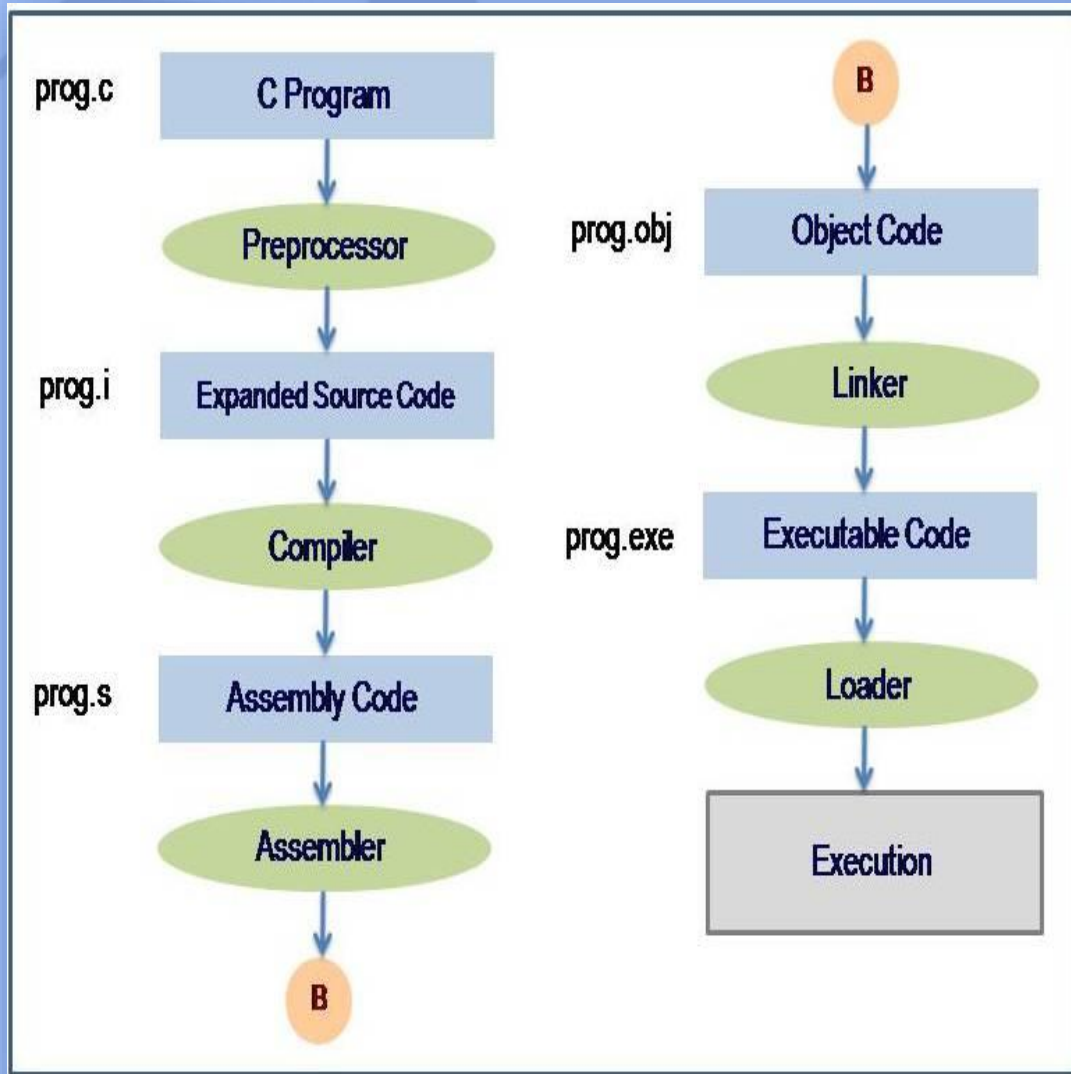 prog.c
C Program
Preprocessor
prog.i
Expanded Source Code
Compiler
prog.s
Assembly Code
Assembler
B
B
prog.obj
Object Code
Linker
prog.exe
Executable Code
Loader
Execution